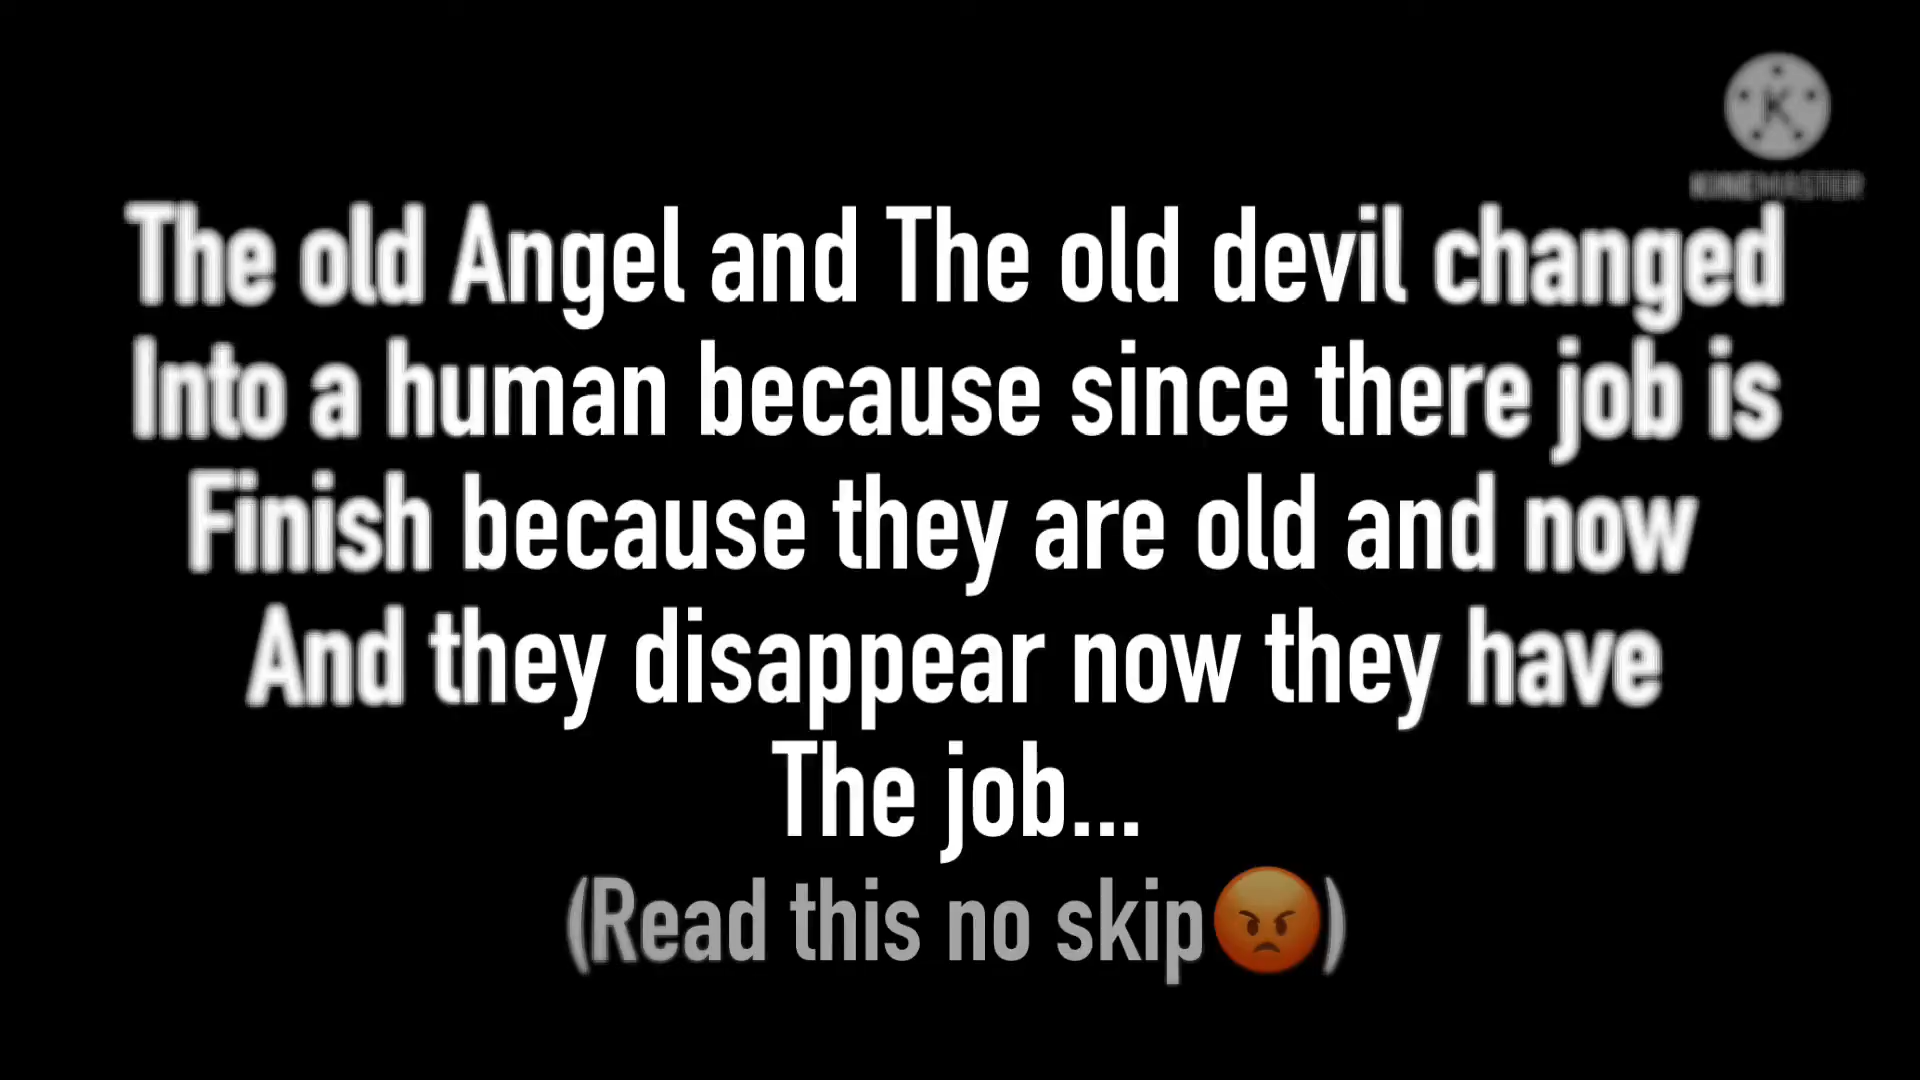 KINEMASTER
The old Angel and The old devil changed
Into a human because since there job is
Finish because they are old and now
And they disappear now they have
The job...
(Read this no skip😡)